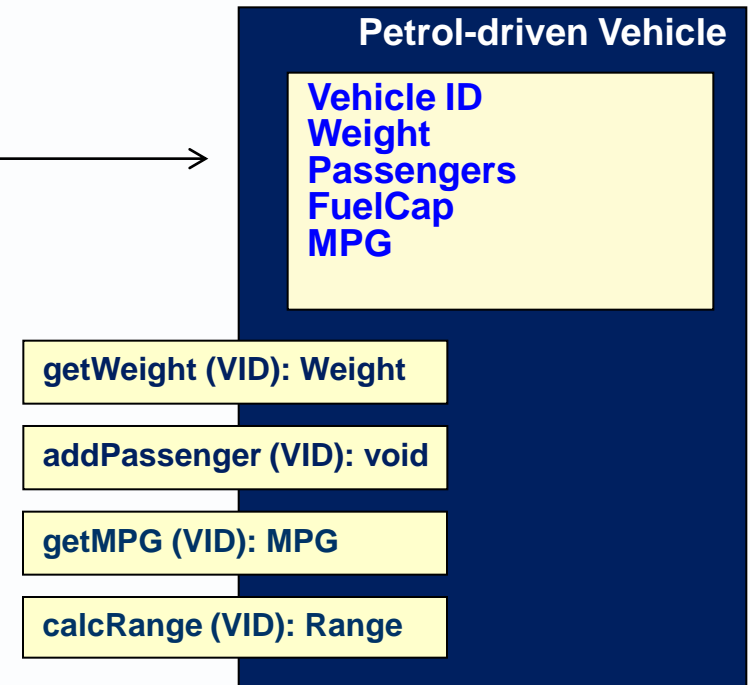 Petrol-driven Vehicle
Vehicle ID
Weight
Passengers
FuelCap
MPG
getWeight (VID): Weight
addPassenger (VID): void
getMPG (VID): MPG
calcRange (VID): Range